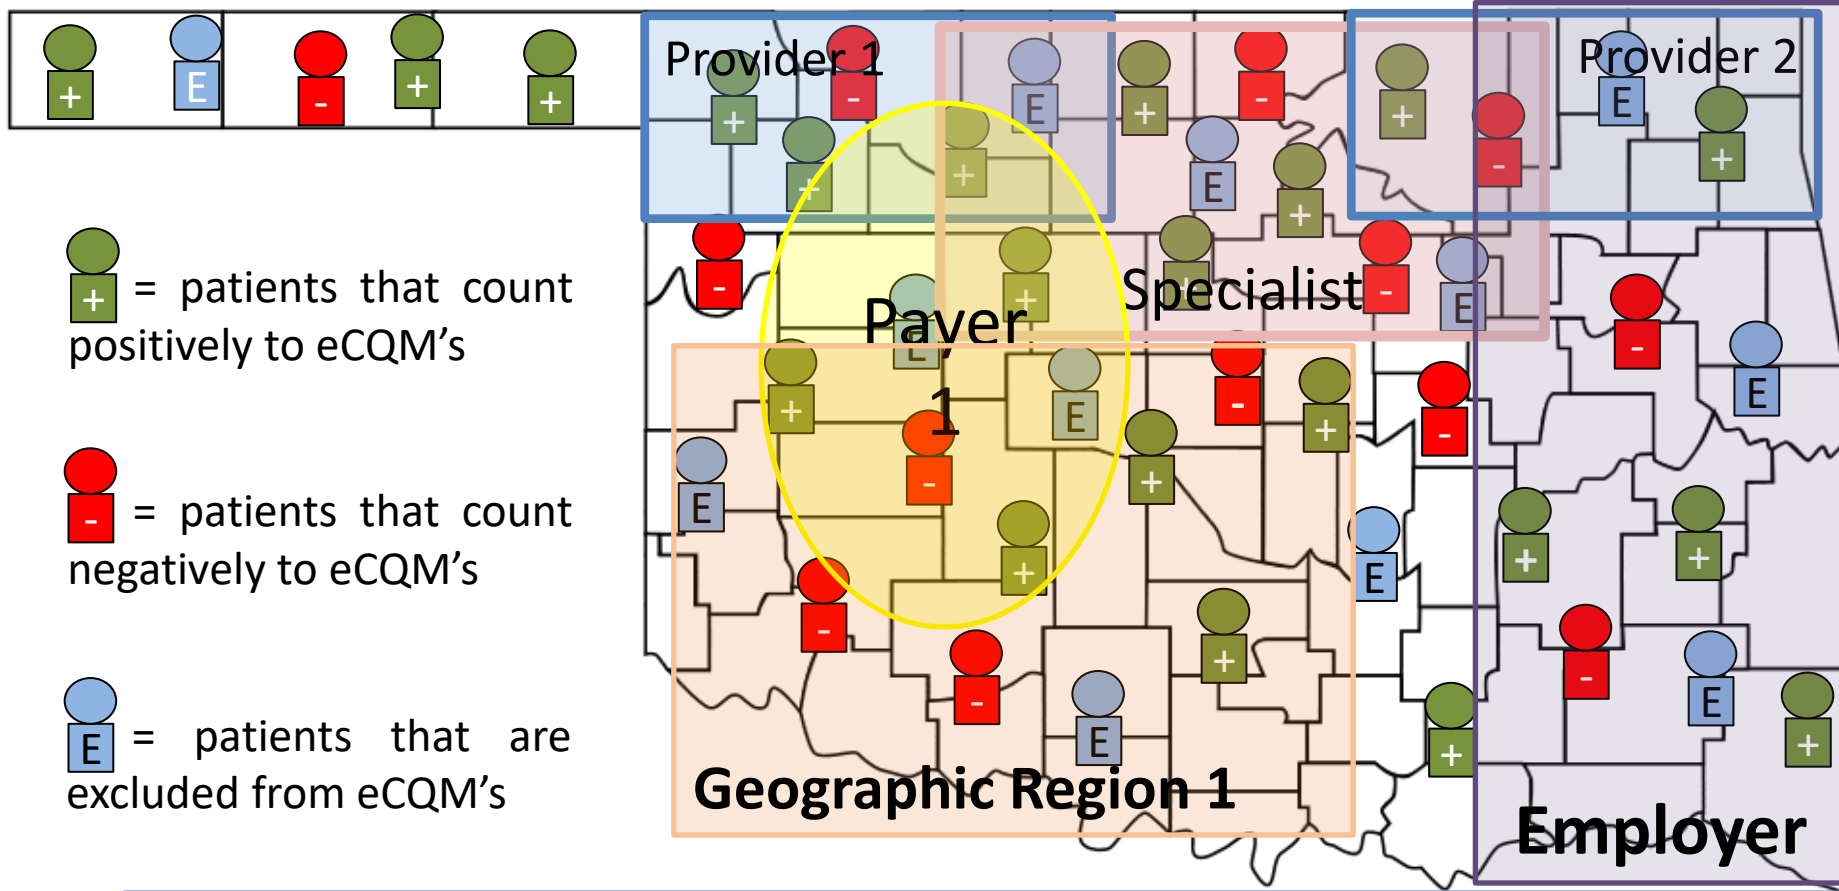 + E - + +
Provider 1
Provider 2
+ - E + - + E +
+ + E + -
+ = patients that count
positively to eCQM's
- + + - E
Specialist
Payer
1
E - E
+ E - + -
- = patients that count
negatively to eCQM's
E - + + + +
+ E
- + -
E = patients that are
excluded from eCQM's
- E E + +
Geographic Region 1
Employer